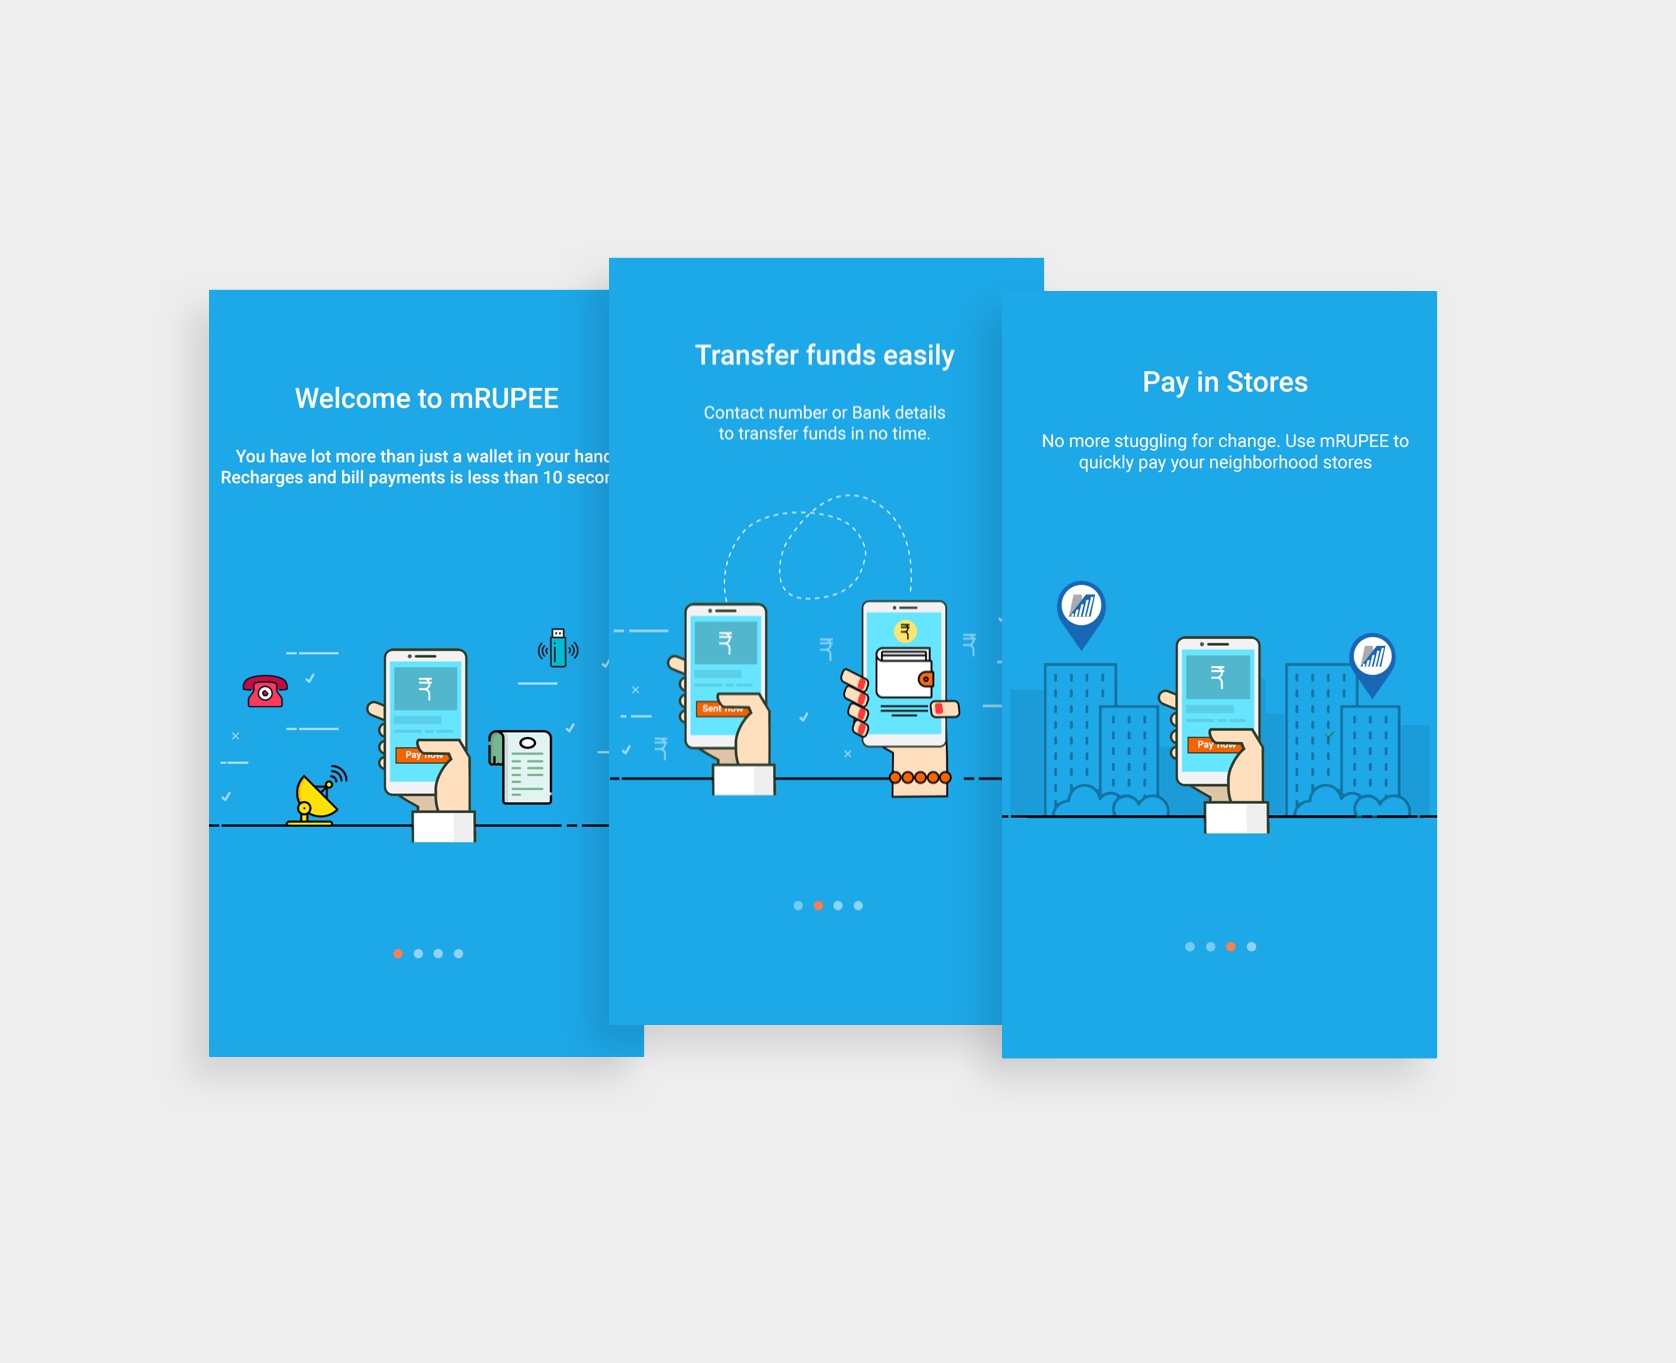 Welcome to mRUPEE
You have lot more than just a wallet in your hand
Recharges and bill payments is less than 10
Pay now
Transfer funds easily
Contact number or Bank details
to transfer funds in no time.
₹
₹
₹
₹
₹
₹
Sent now
Pay in Stores
No more stuggling for change. Use mRUPEE to
quickly pay your neighborhood stores
₹
Pay now